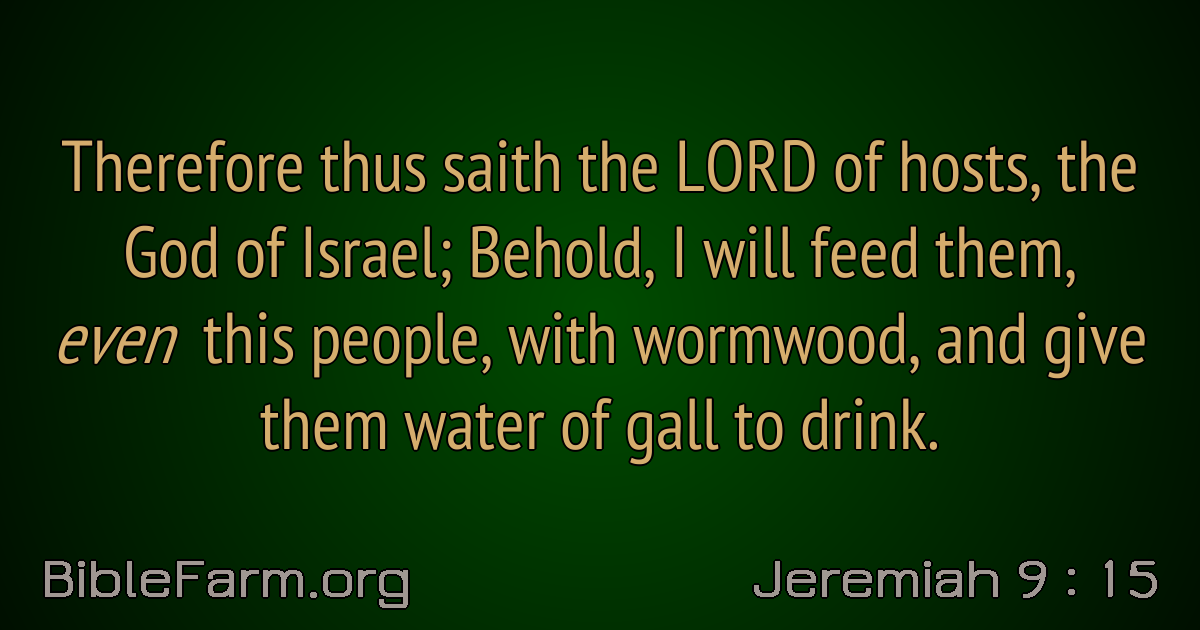 Therefore thus saith the LORD of hosts, the
God of Israel; Behold, I will feed them,
even this people, with wormwood, and give
them water of gall to drink.
BibleFarm.org
Jeremiah 9 : 15